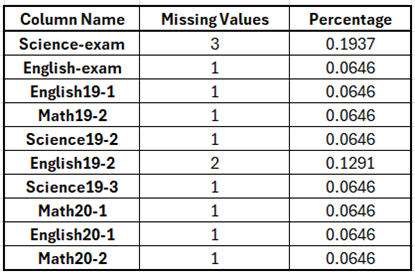 Column Name Missing Values Percentage
Science-exam 3 0.1937
English-exam 1 0.0646
English19-1 1 0.0646
Math19-2 1 0.0646
Science19-2 1 0.0646
English19-2 2 0.1291
Science19-3 1 0.0646
Math20-1 1 0.0646
English20-1 1 0.0646
Math20-2 1 0.0646